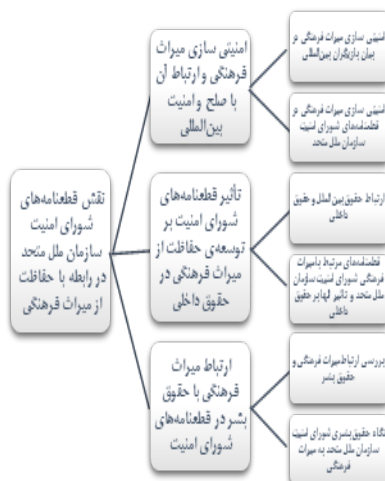 امنیتی سازی میراث فرهنگی در
بیان بازیگران بین‌المللی
امنیتی سازی میراث فرهنگی در
قطعنامه‌های شورای امنیت
سازمان ملل متحد
امنیتی سازی میراث
فرهنگی و ارتباط آن
با صلح و امنیت
بین‌المللی
ارتباط حقوق بین الملل و حقوق
داخلی
قطعنامه‌های مرتبط با میراث
فرهنگی شورای امنیت سازمان
ملل متحد و تاثیر آنها بر حقوق
داخلی
تأثیر قطعنامه‌های
شورای امنیت بر
توسعه‌ی حفاظت از
میراث فرهنگی در
حقوق داخلی
نقش قطعنامه‌های
شورای امنیت
سازمان ملل متحد
در رابطه با حفاظت
از میراث فرهنگی
بررسی ارتباط میراث فرهنگی و
حقوق بشر
نگاه حقوق بشری شورای امنیت
سازمان ملل متحد به میراث
فرهنگی
ارتباط میراث
فرهنگی با حقوق
بشر در قطعنامه‌های
شورای امنیت